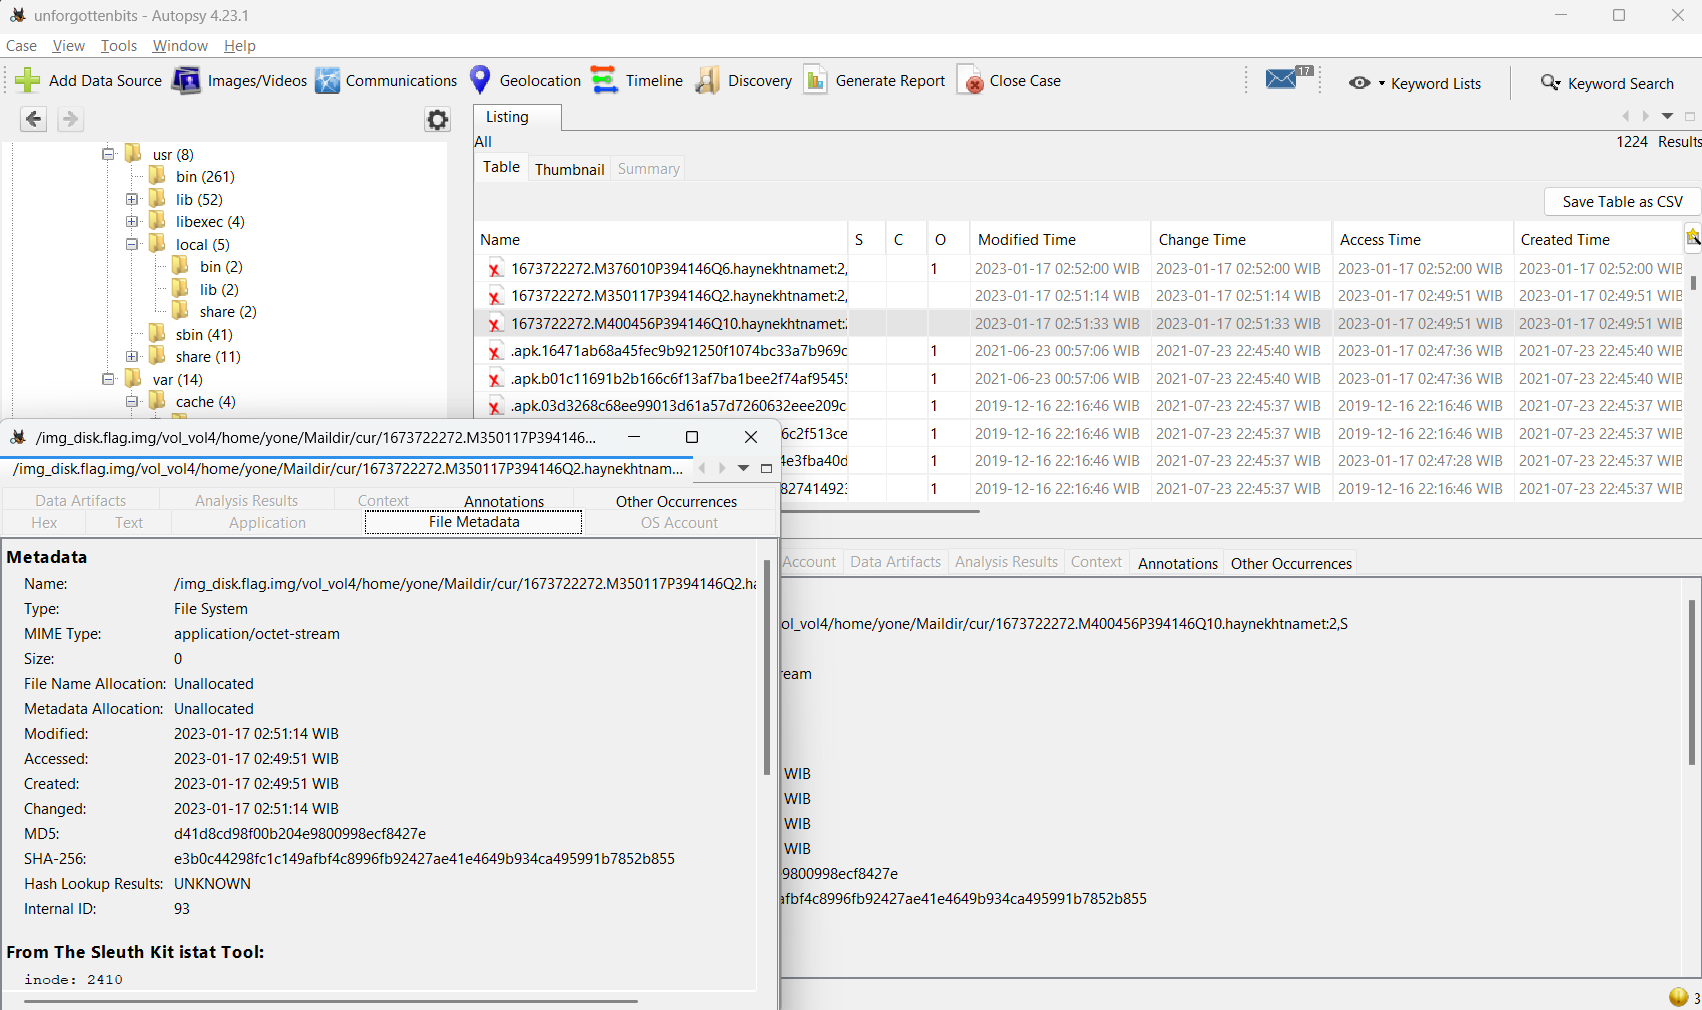 unforgottenbits - Autopsy 4.23.1
Case View Tools Window Help
Add Data Source Images/Videos Communications Geolocation Timeline Discovery Generate Report Close Case 17 Keyword Lists Keyword Search
Listing
All 1224 Results
Table Thumbnail Summary
Save Table as CSV
usr (8)
bin (261)
lib (52)
libexec (4)
local (5)
bin (2)
lib (2)
share (2)
sbin (41)
share (11)
var (14)
cache (4)
Name S C O Modified Time Change Time Access Time Created Time
1673722272.M376010P394146Q6.haynekhtnamet:2, 1 2023-01-17 02:52:00 WIB 2023-01-17 02:52:00 WIB 2023-01-17 02:52:00 WIB 2023-01-17 02:52:00 WIB
1673722272.M350117P394146Q2.haynekhtnamet:2, 2023-01-17 02:51:14 WIB 2023-01-17 02:51:14 WIB 2023-01-17 02:49:51 WIB 2023-01-17 02:49:51 WIB
1673722272.M400456P394146Q10.haynekhtnamet: 2023-01-17 02:51:33 WIB 2023-01-17 02:51:33 WIB 2023-01-17 02:49:51 WIB 2023-01-17 02:49:51 WIB
.apk.16471ab68a45fec9b921250f1074bc33a7b969c 1 2021-06-23 00:57:06 WIB 2021-07-23 22:45:40 WIB 2023-01-17 02:47:36 WIB 2021-07-23 22:45:40 WIB
.apk.b01c11691b2b166c6f13af7ba1bee2f74af9545 1 2021-06-23 00:57:06 WIB 2021-07-23 22:45:40 WIB 2023-01-17 02:47:36 WIB 2021-07-23 22:45:40 WIB
.apk.03d3268c68ee99013d61a57d7260632eee209c 1 2019-12-16 22:16:46 WIB 2021-07-23 22:45:37 WIB 2019-12-16 22:16:46 WIB 2021-07-23 22:45:37 WIB
6c2f513ce 1 2019-12-16 22:16:46 WIB 2021-07-23 22:45:37 WIB 2019-12-16 22:16:46 WIB 2021-07-23 22:45:37 WIB
4e3fba40d 1 2019-12-16 22:16:46 WIB 2021-07-23 22:45:37 WIB 2023-01-17 02:47:28 WIB 2021-07-23 22:45:37 WIB
827414923 1 2019-12-16 22:16:46 WIB 2021-07-23 22:45:37 WIB 2019-12-16 22:16:46 WIB 2021-07-23 22:45:37 WIB
Account Data Artifacts Analysis Results Context Annotations Other Occurrences
ol_vol4/home/yone/Maildir/cur/1673722272.M400456P394146Q10.haynekhtnamet:2,S
ream
WIB
WIB
WIB
WIB
9800998ecf8427e
afbf4c8996fb92427ae41e4649b934ca495991b7852b855
3
/img_disk.flag.img/vol_vol4/home/yone/Maildir/cur/1673722272.M350117P394146...
/img_disk.flag.img/vol_vol4/home/yone/Maildir/cur/1673722272.M350117P394146Q2.haynekhtnam...
Data Artifacts Analysis Results Context Annotations Other Occurrences
Hex Text Application File Metadata OS Account
Metadata
Name: /img_disk.flag.img/vol_vol4/home/yone/Maildir/cur/1673722272.M350117P394146Q2.ha
Type: File System
MIME Type: application/octet-stream
Size: 0
File Name Allocation: Unallocated
Metadata Allocation: Unallocated
Modified: 2023-01-17 02:51:14 WIB
Accessed: 2023-01-17 02:49:51 WIB
Created: 2023-01-17 02:49:51 WIB
Changed: 2023-01-17 02:51:14 WIB
MD5: d41d8cd98f00b204e9800998ecf8427e
SHA-256: e3b0c44298fc1c149afbf4c8996fb92427ae41e4649b934ca495991b7852b855
Hash Lookup Results: UNKNOWN
Internal ID: 93
From The Sleuth Kit istat Tool:
inode: 2410